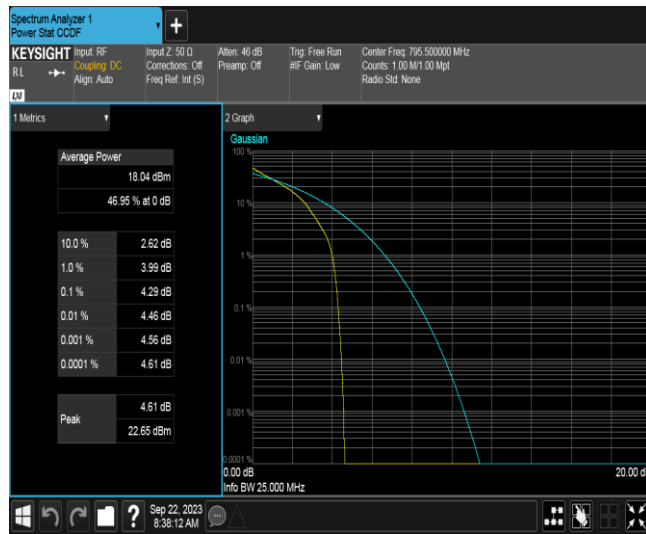 Spectrum Analyzer 1
Power Stat CCDF
+
KEYSIGHT
RL
LXI
Input: RF
Coupling: DC
Align: Auto
Input Z: 50 Ω
Corrections: Off
Freq Ref: Int (S)
Atten: 46 dB
Preamp: Off
Trig: Free Run
#IF Gain: Low
Center Freq: 795.500000 MHz
Counts: 1.00 M/1.00 Mpt
Radio Std: None
1 Metrics
Average Power
18.04 dBm
46.95 % at 0 dB
10.0 % 2.62 dB
1.0 % 3.99 dB
0.1 % 4.29 dB
0.01 % 4.46 dB
0.001 % 4.56 dB
0.0001 % 4.61 dB
Peak
4.61 dB
22.65 dBm
2 Graph
Gaussian
100 %
10 %
1 %
0.1 %
0.01 %
0.001 %
0.0001 %
0.00 dB
20.00 d
Info BW 25.000 MHz
?
Sep 22, 2023
8:38:12 AM